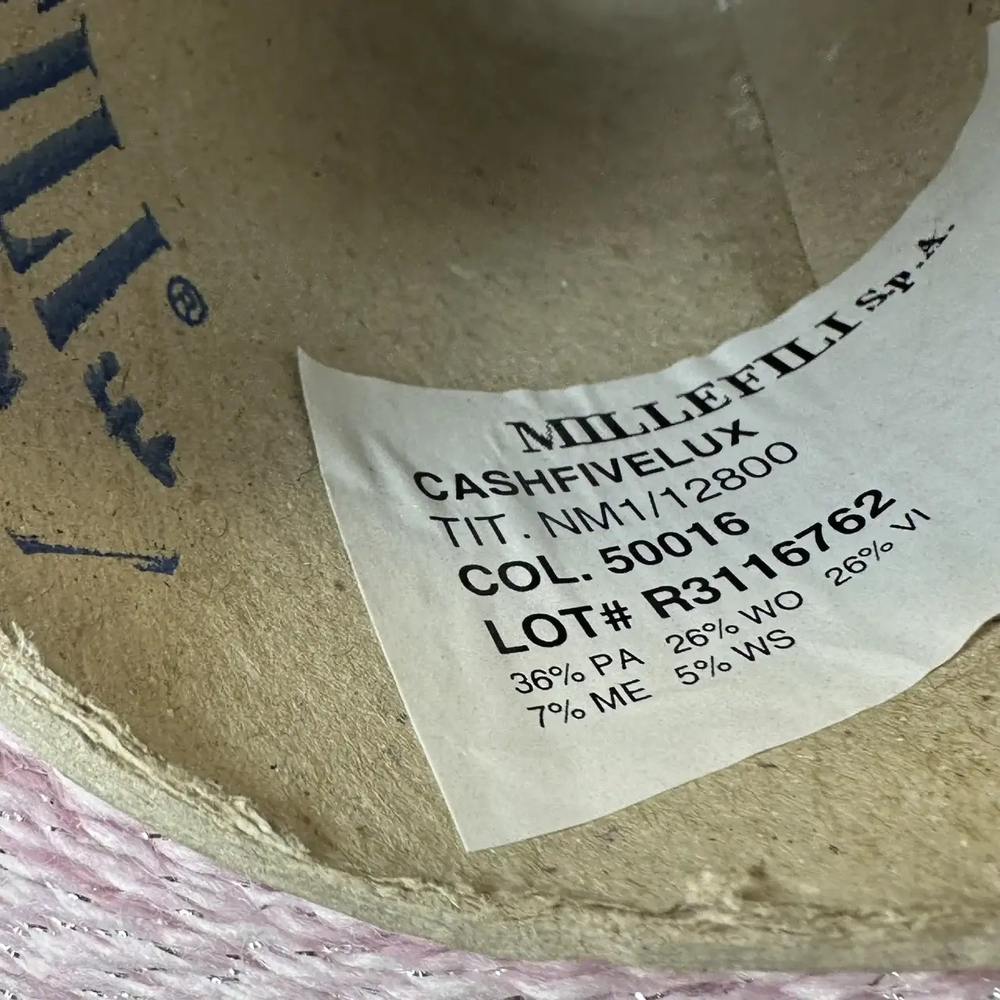 MILLEFILI S.p.A.
CASHFIVELUX
TIT. NM1/12800
COL. 50016
LOT# R3116762
36% PA 26% WO 26% VI
7% ME 5% WS
®